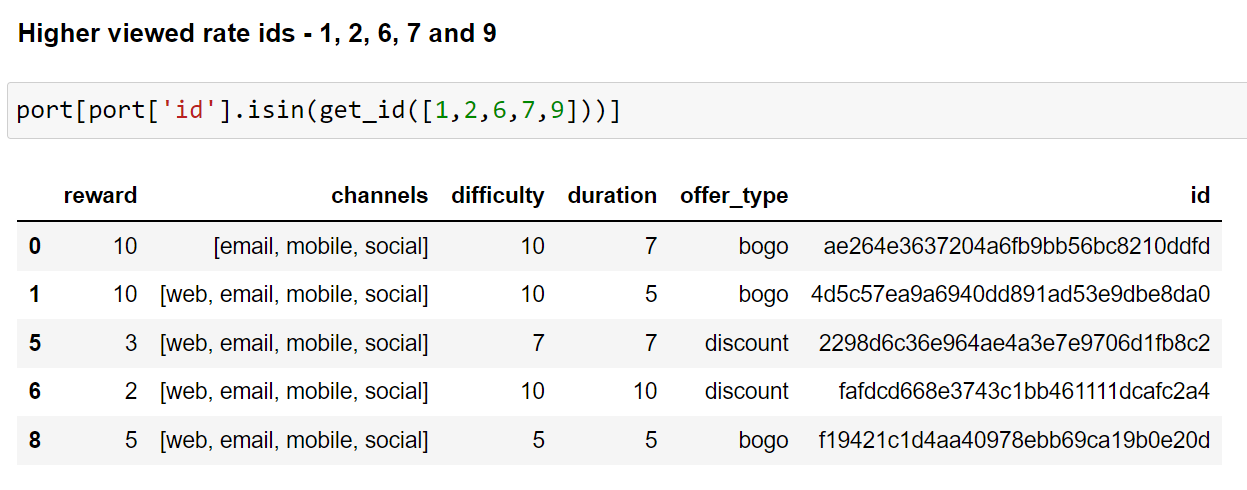 Higher viewed rate ids - 1, 2, 6, 7 and 9
port[port['id'].isin(get_id([1,2,6,7,9]))]
reward channels difficulty duration offer_type id
0 10 [email, mobile, social] 10 7 bogo ae264e3637204a6fb9bb56bc8210ddfd
1 10 [web, email, mobile, social] 10 5 bogo 4d5c57ea9a6940dd891ad53e9dbe8da0
5 3 [web, email, mobile, social] 7 7 discount 2298d6c36e964ae4a3e7e9706d1fb8c2
6 2 [web, email, mobile, social] 10 10 discount fafdcd668e3743c1bb461111dcafc2a4
8 5 [web, email, mobile, social] 5 5 bogo f19421c1d4aa40978ebb69ca19b0e20d